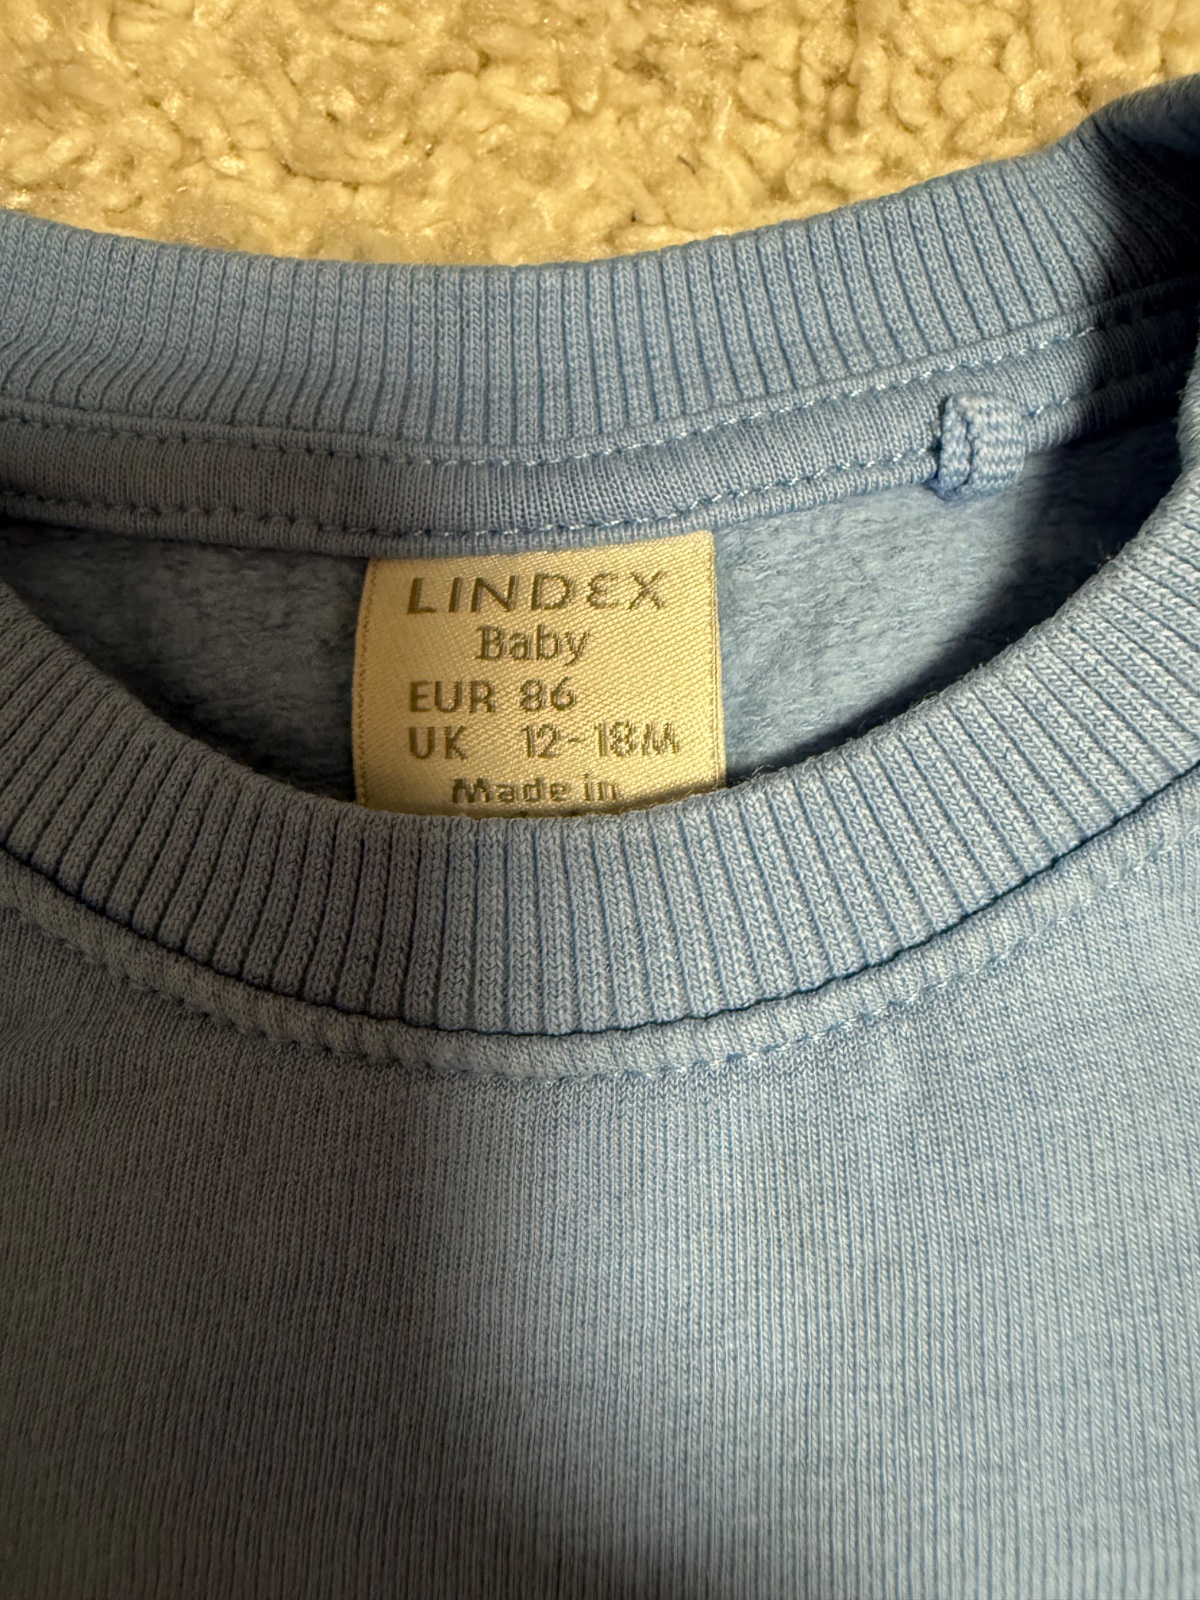 LINDEX
Baby
EUR 86
UK 12-18M
Made in